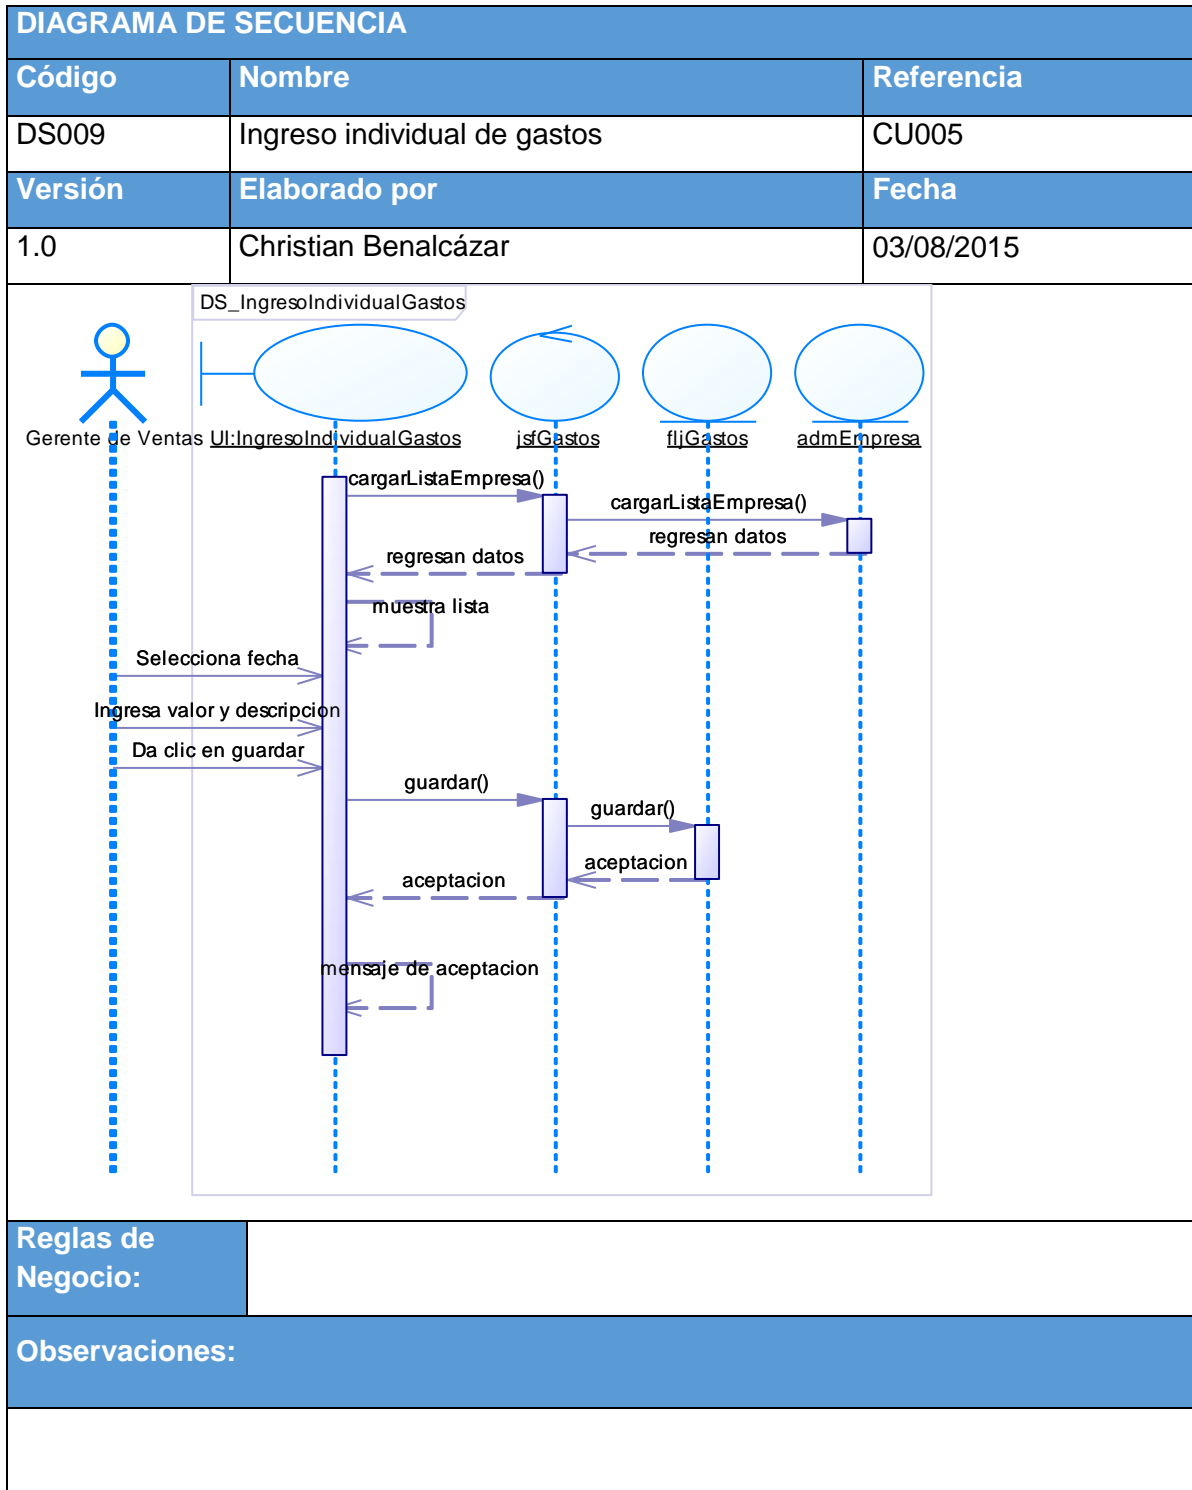 DIAGRAMA DE SECUENCIA
Código Nombre Referencia
DS009 Ingreso individual de gastos CU005
Versión Elaborado por Fecha
1.0 Christian Benalcázar 03/08/2015
DS_IngresoIndividualGastos
Gerente de Ventas UI:IngresoIndividualGastos jsfGastos fljGastos admEmpresa
cargarListaEmpresa()
cargarListaEmpresa()
regresan datos
regresan datos
muestra lista
Selecciona fecha
Ingresa valor y descripcion
Da clic en guardar
guardar()
guardar()
aceptacion
aceptacion
mensaje de aceptacion
Reglas de
Negocio:
Observaciones: